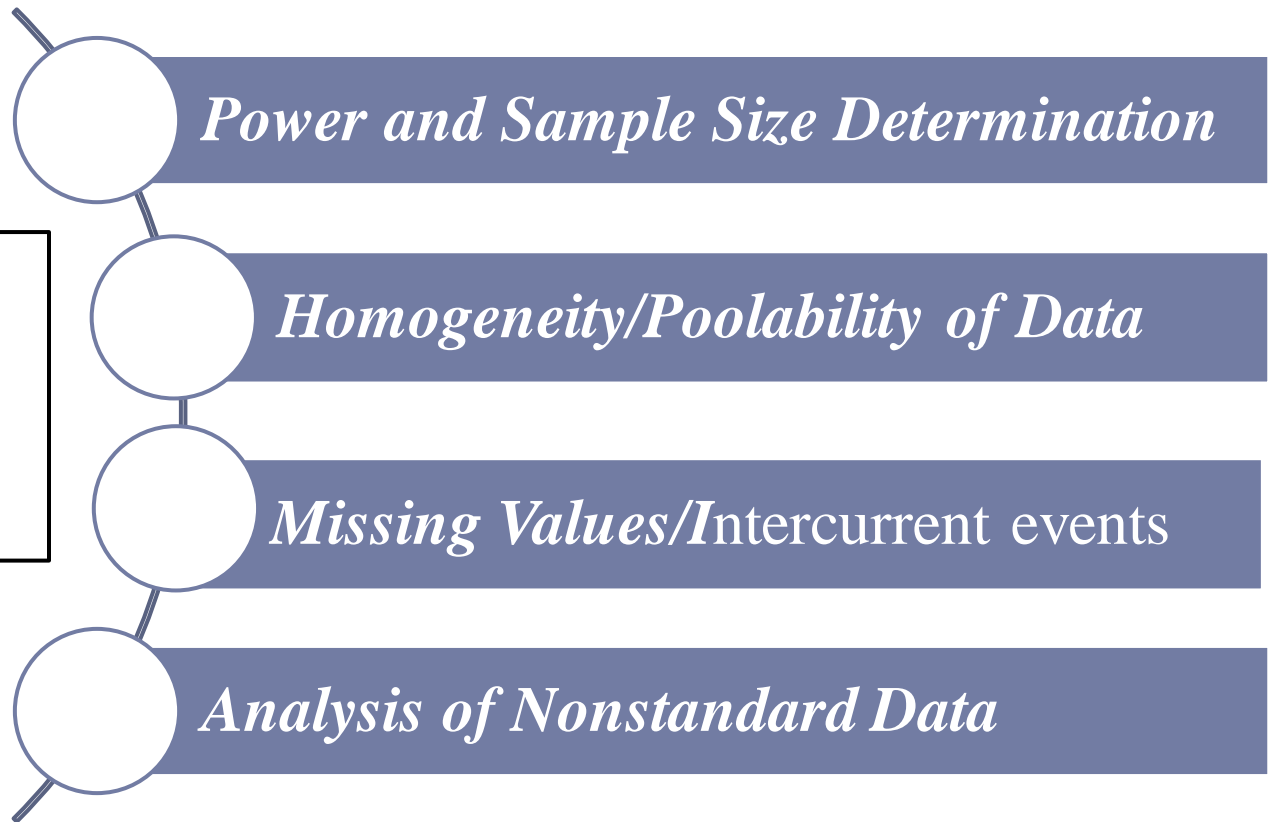 Power and Sample Size Determination
Homogeneity/Poolability of Data
Missing Values/Intercurrent events
Analysis of Nonstandard Data